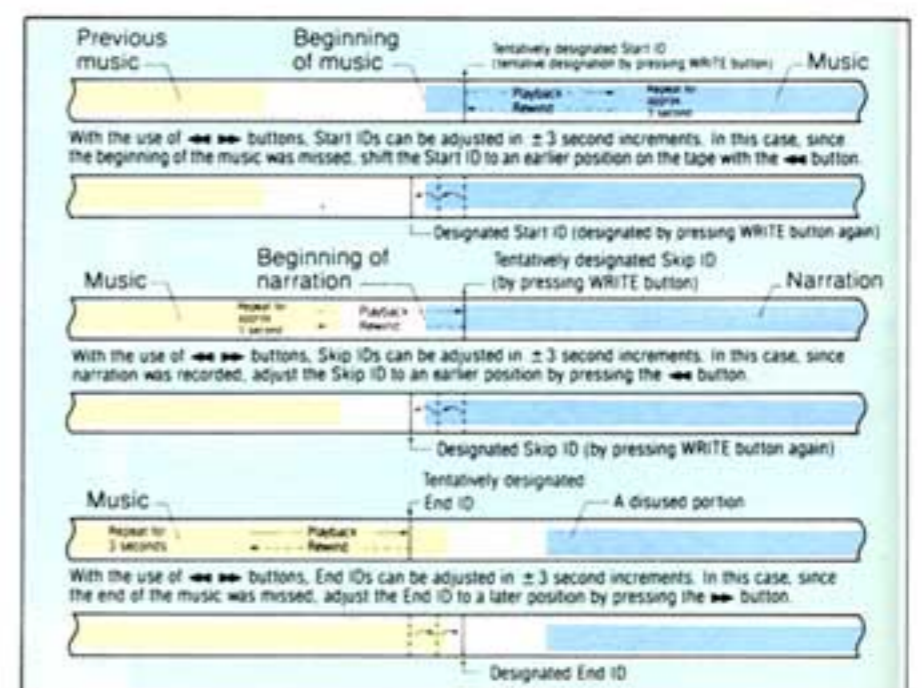 Previous music
Beginning of music
Tentatively designated Start ID
(tentative designation by pressing WRITE button)
Music
Playback
Rewind
Repeat for
approx.
With the use of ◀◀ ▶▶ buttons, Start IDs can be adjusted in ±3 second increments. In this case, since
the beginning of the music was missed, shift the Start ID to an earlier position on the tape with the ◀◀ button.
Designated Start ID (designated by pressing WRITE button again)
Music
Beginning of narration
Tentatively designated Skip ID
(by pressing WRITE button)
Narration
Repeat for
approx.
second
Playback
Rewind
With the use of ◀◀ ▶▶ buttons, Skip IDs can be adjusted in ±3 second increments. In this case, since
narration was recorded, adjust the Skip ID to an earlier position by pressing the ◀◀ button.
Designated Skip ID (by pressing WRITE button again)
Music
Tentatively designated
End ID
A disused portion
Repeat for
3 seconds
Playback
Rewind
With the use of ◀◀ ▶▶ buttons, End IDs can be adjusted in ±3 second increments. In this case, since
the end of the music was missed, adjust the End ID to a later position by pressing the ▶▶ button.
Designated End ID